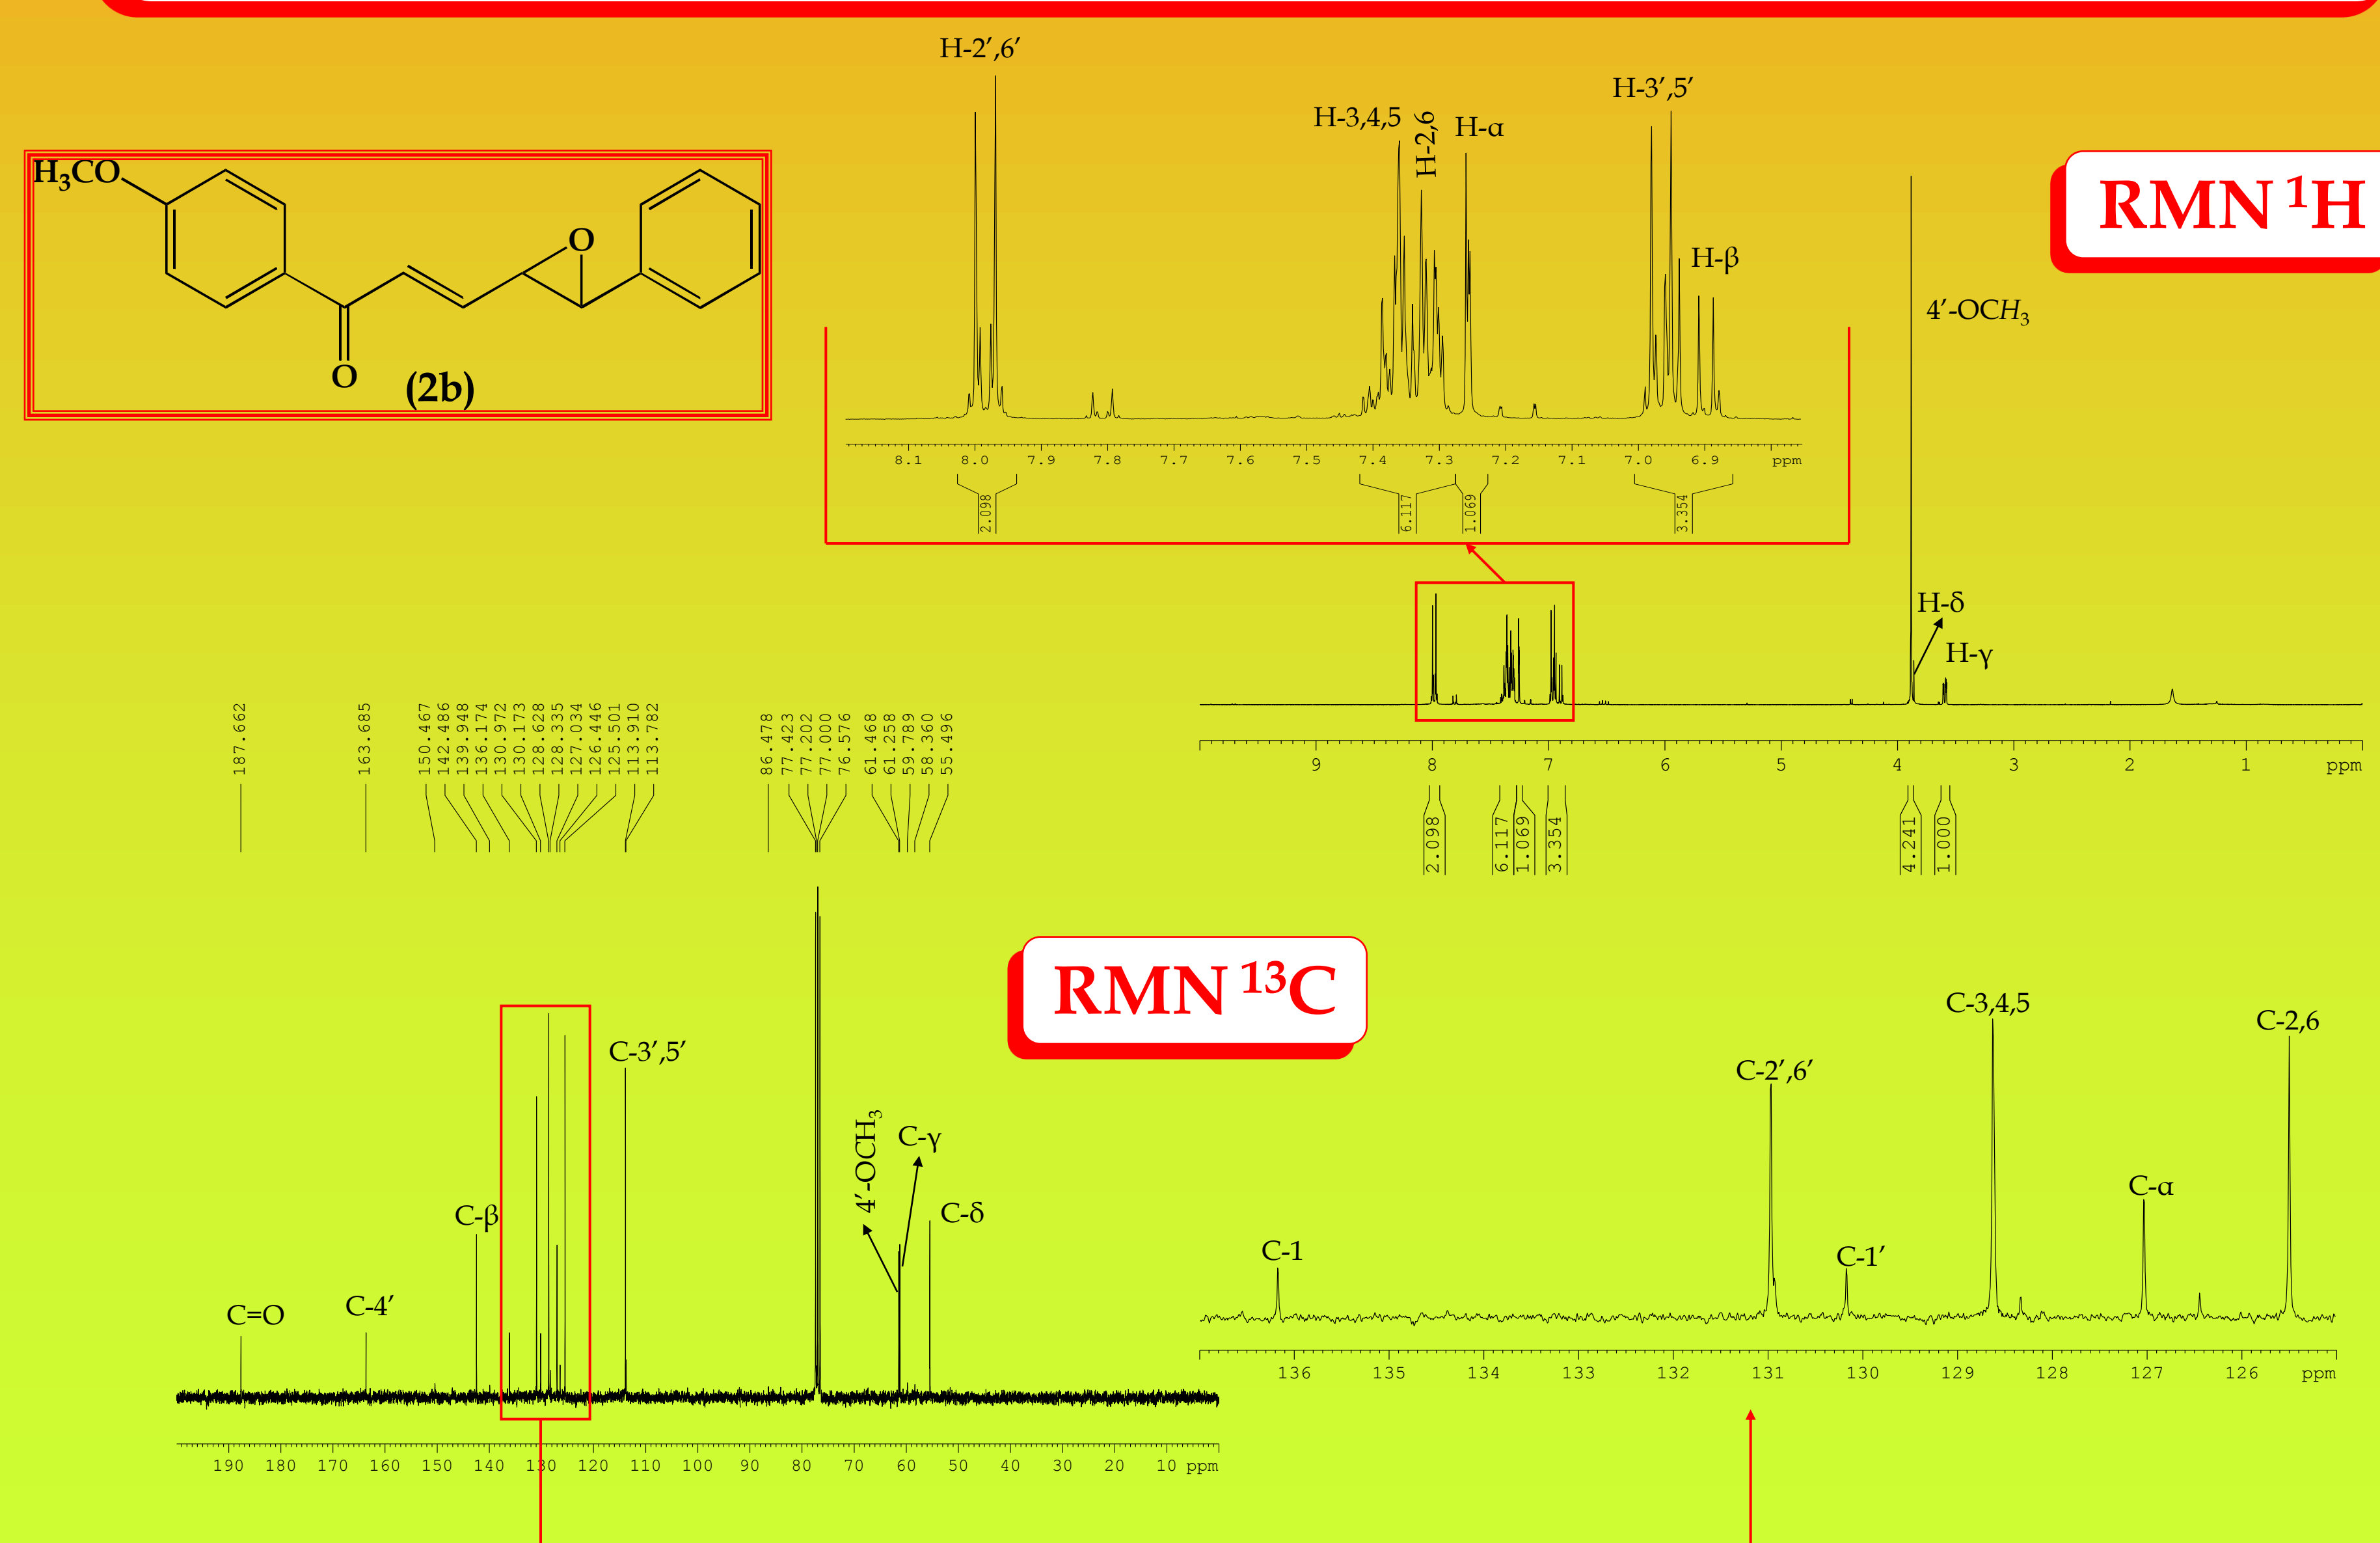 H-2′,6′
H-3,4,5
H-2,6
H-α
H-3′,5′
H-β
RMN ¹H
H₃CO
O
O
(2b)
4′-OCH₃
8.1 8.0 7.9 7.8 7.7 7.6 7.5 7.4 7.3 7.2 7.1 7.0 6.9 ppm
2.098 6.117 1.069 3.354
H-δ
H-γ
9 8 7 6 5 4 3 2 1 ppm
2.098 6.117 1.069 3.354 4.241 1.000
187.662
163.685
150.467
142.486
139.948
136.174
130.972
130.173
128.628
128.335
127.034
126.446
125.501
113.910
113.782
86.478
77.423
77.202
77.000
76.576
61.468
61.258
59.789
58.360
55.496
RMN ¹³C
C=O
C-4′
C-β
C-3′,5′
4′-OCH₃
C-γ
C-δ
190 180 170 160 150 140 130 120 110 100 90 80 70 60 50 40 30 20 10 ppm
C-1
C-2′,6′
C-1′
C-3,4,5
C-α
C-2,6
136 135 134 133 132 131 130 129 128 127 126 ppm